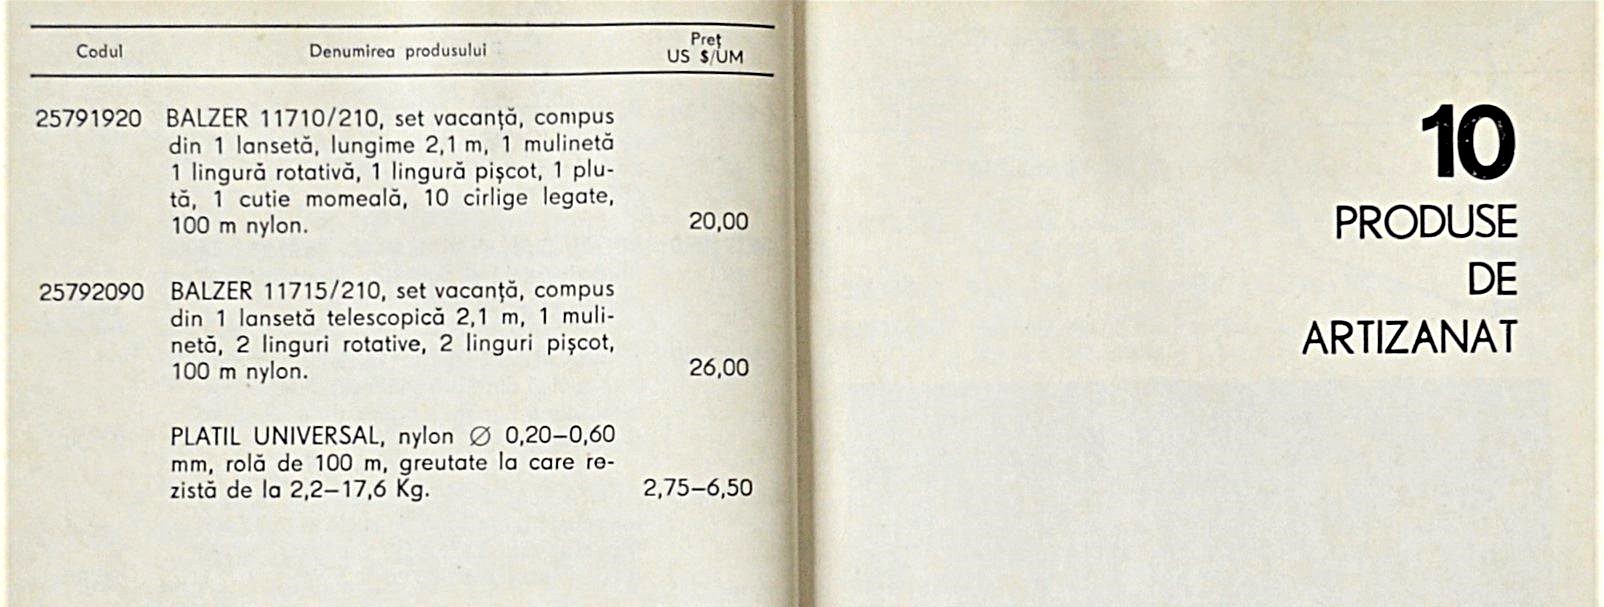 Codul Denumirea produsului Preț US $/UM
25791920 BALZER 11710/210, set vacanță, compus
din 1 lansetă, lungime 2,1 m, 1 mulinetă
1 lingură rotativă, 1 lingură pișcot, 1 plu-
tă, 1 cutie momeală, 10 cîrlige legate,
100 m nylon. 20,00
25792090 BALZER 11715/210, set vacanță, compus
din 1 lansetă telescopică 2,1 m, 1 muli-
netă, 2 linguri rotative, 2 linguri pișcot,
100 m nylon. 26,00
PLATIL UNIVERSAL, nylon ∅ 0,20–0,60
mm, rolă de 100 m, greutate la care re-
zistă de la 2,2–17,6 Kg. 2,75–6,50
10
PRODUSE
DE
ARTIZANAT